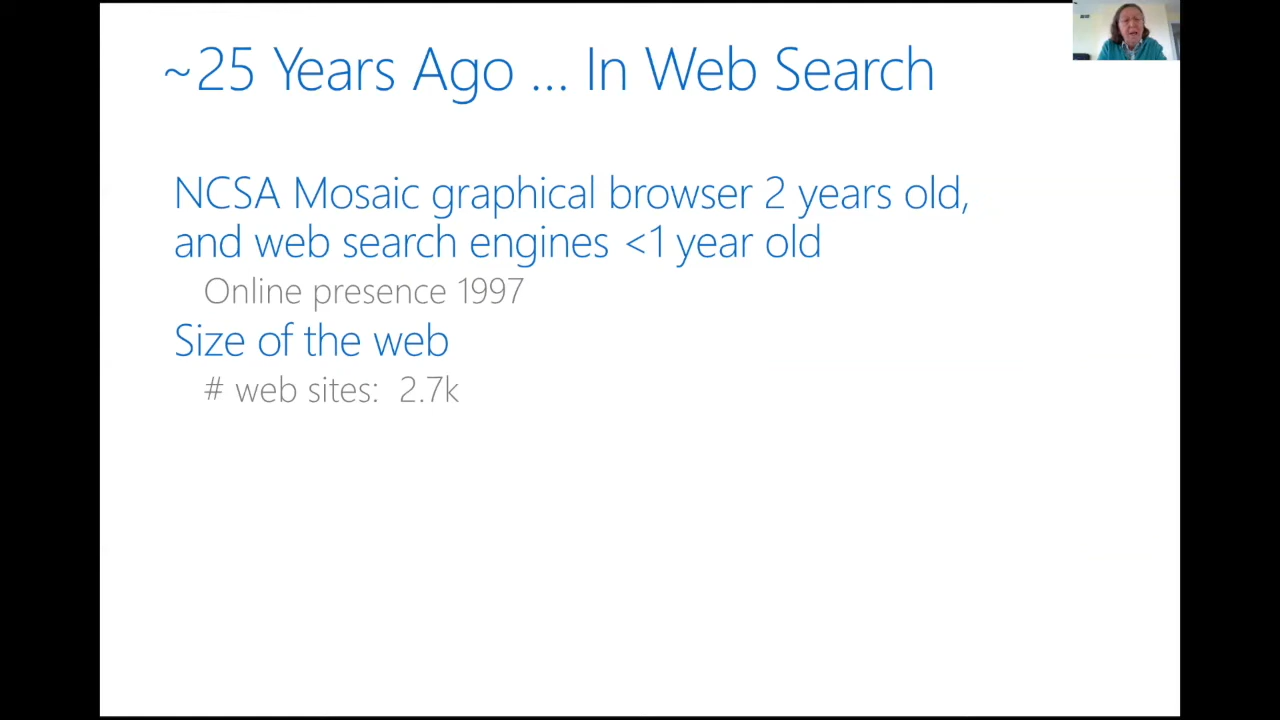 ~25 Years Ago ... In Web Search
NCSA Mosaic graphical browser 2 years old,
and web search engines <1 year old
Online presence 1997
Size of the web
# web sites: 2.7k